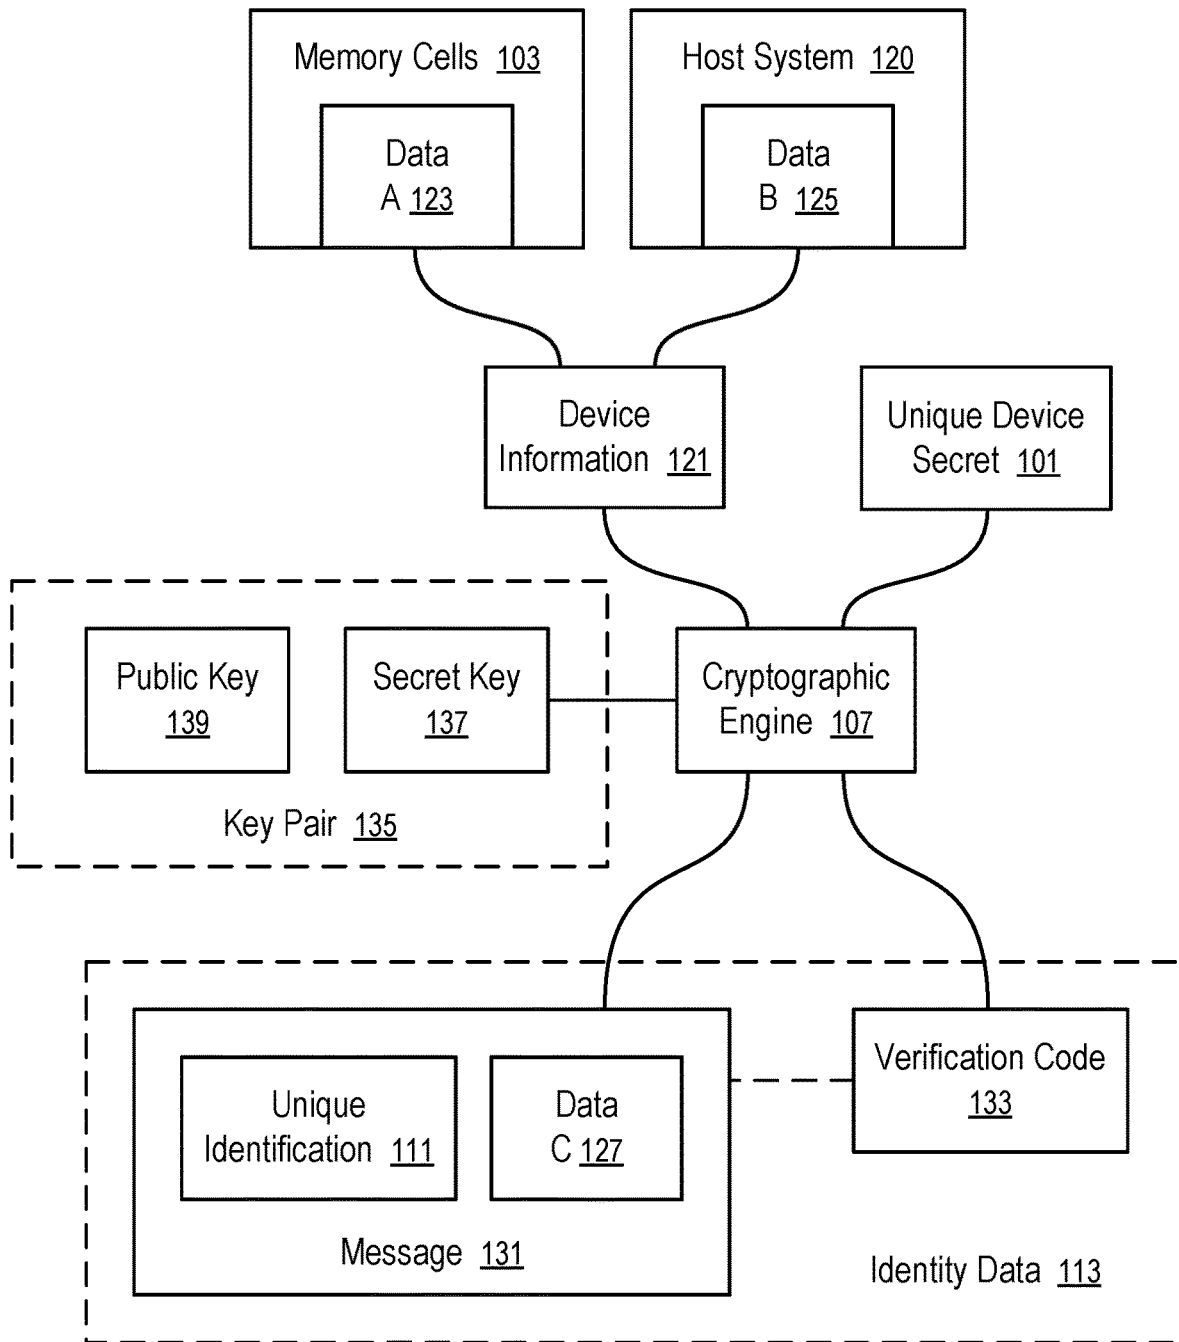 Memory Cells 103
Data
A 123
Host System 120
Data
B 125
Device
Information 121
Unique Device
Secret 101
Public Key
139
Secret Key
137
Key Pair 135
Cryptographic
Engine 107
Unique
Identification 111
Data
C 127
Message 131
Verification Code
133
Identity Data 113